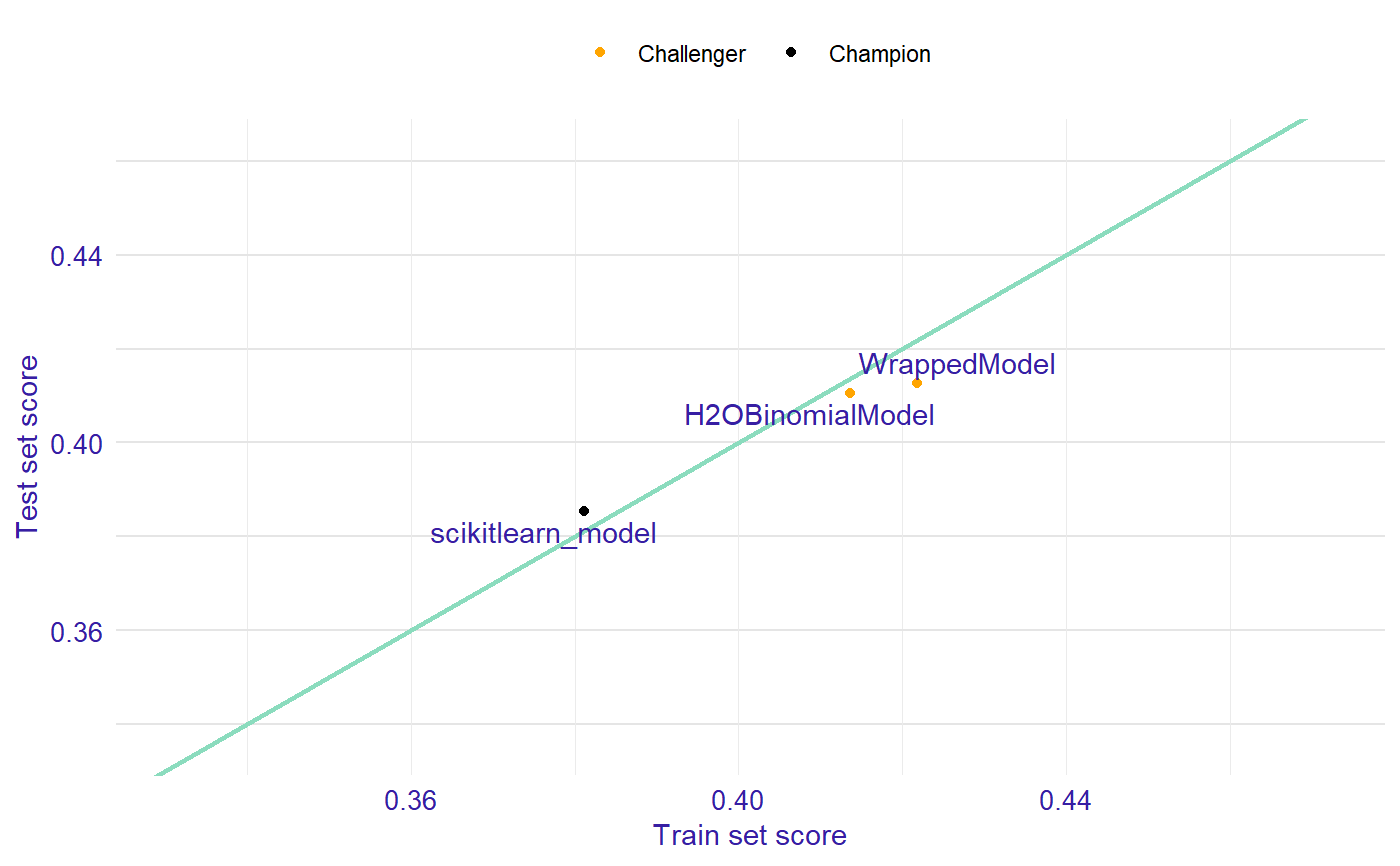 Challenger Champion
0.44
WrappedModel
H2OBinomialModel
0.40
scikitlearn_model
0.36
Test set score
0.36 0.40 0.44
Train set score